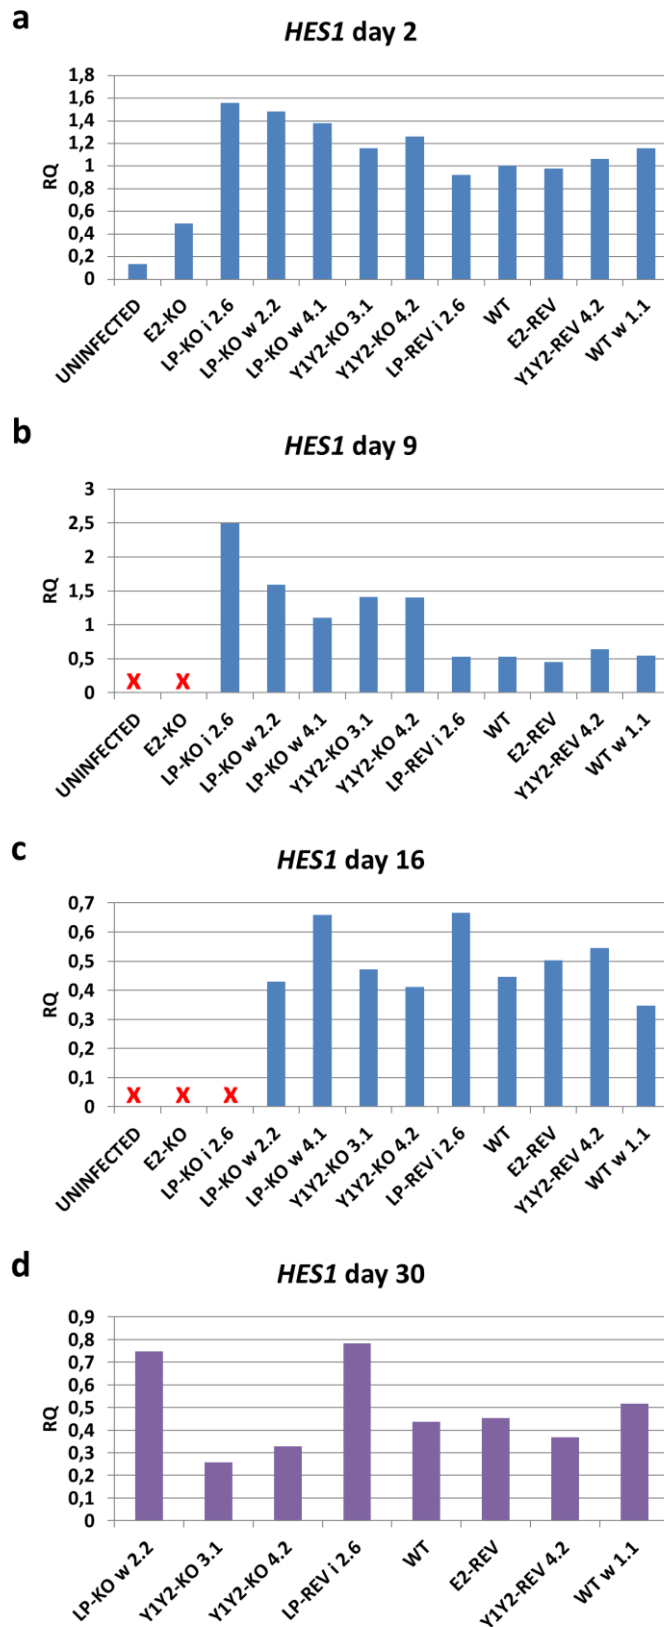 a
HES1 day 2
1,8
1,6
1,4
1,2
1
0,8
0,6
0,4
0,2
0
RQ
UNINFECTED
E2-KO
LP-KO i 2.6
LP-KO w 2.2
LP-KO w 4.1
Y1Y2-KO 3.1
Y1Y2-KO 4.2
LP-REV i 2.6
WT
E2-REV
Y1Y2-REV 4.2
WT w 1.1
b
HES1 day 9
3
2,5
2
1,5
1
0,5
0
RQ
X X
UNINFECTED
E2-KO
LP-KO i 2.6
LP-KO w 2.2
LP-KO w 4.1
Y1Y2-KO 3.1
Y1Y2-KO 4.2
LP-REV i 2.6
WT
E2-REV
Y1Y2-REV 4.2
WT w 1.1
c
HES1 day 16
0,7
0,6
0,5
0,4
0,3
0,2
0,1
0
RQ
X X X
UNINFECTED
E2-KO
LP-KO i 2.6
LP-KO w 2.2
LP-KO w 4.1
Y1Y2-KO 3.1
Y1Y2-KO 4.2
LP-REV i 2.6
WT
E2-REV
Y1Y2-REV 4.2
WT w 1.1
d
HES1 day 30
0,9
0,8
0,7
0,6
0,5
0,4
0,3
0,2
0,1
0
RQ
LP-KO w 2.2
Y1Y2-KO 3.1
Y1Y2-KO 4.2
LP-REV i 2.6
WT
E2-REV
Y1Y2-REV 4.2
WT w 1.1